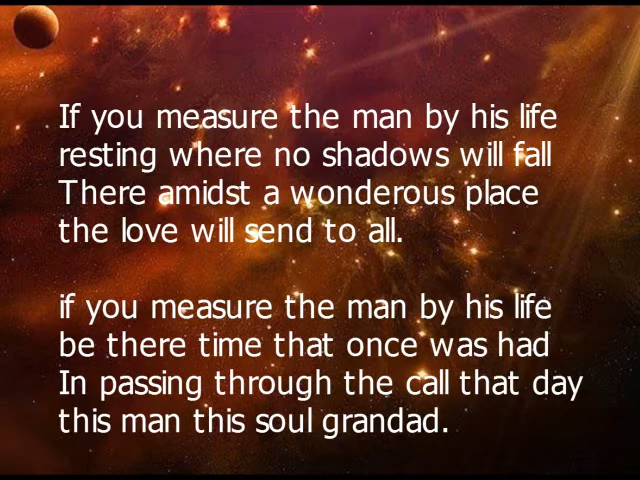 If you measure the man by his life
resting where no shadows will fall
There amidst a wonderous place
the love will send to all.
if you measure the man by his life
be there time that once was had
In passing through the call that day
this man this soul grandad.